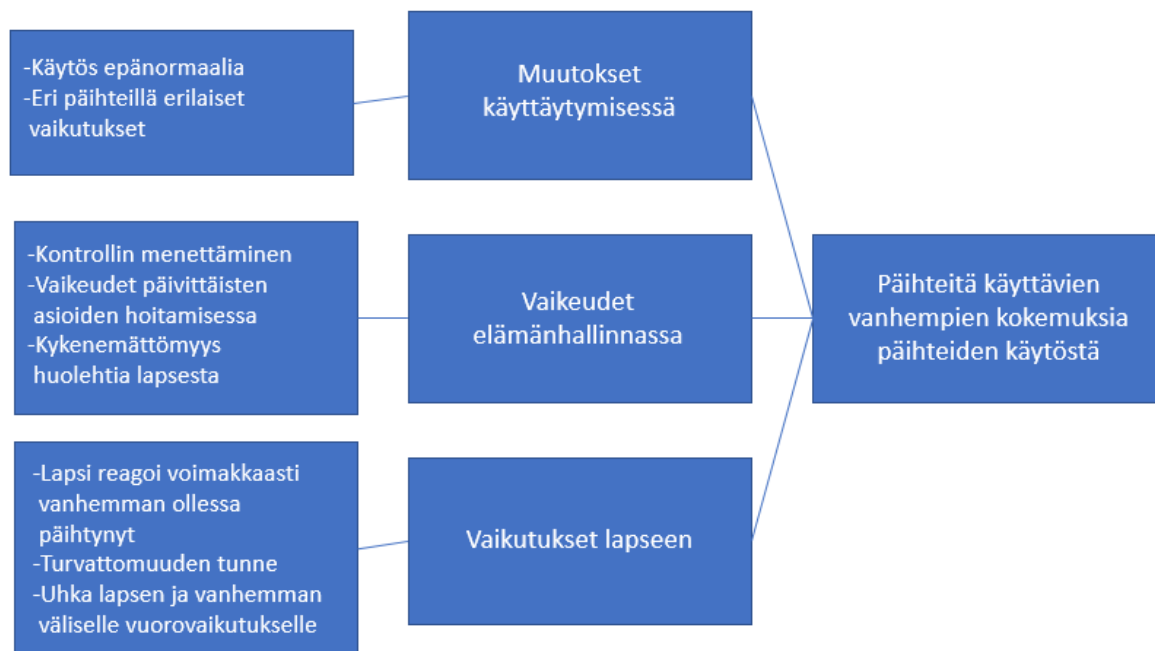 -Käytös epänormaalia
-Eri päihteillä erilaiset
vaikutukset
Muutokset
käyttäytymisessä
-Kontrollin menettäminen
-Vaikeudet päivittäisten
asioiden hoitamisessa
-Kykenemättömyys
huolehtia lapsesta
Vaikeudet
elämänhallinnassa
Päihteitä käyttävien
vanhempien kokemuksia
päihteiden käytöstä
-Lapsi reagoi voimakkaasti
vanhemman ollessa
päihtynyt
-Turvattomuuden tunne
-Uhka lapsen ja vanhemman
väliselle vuorovaikutukselle
Vaikutukset lapseen